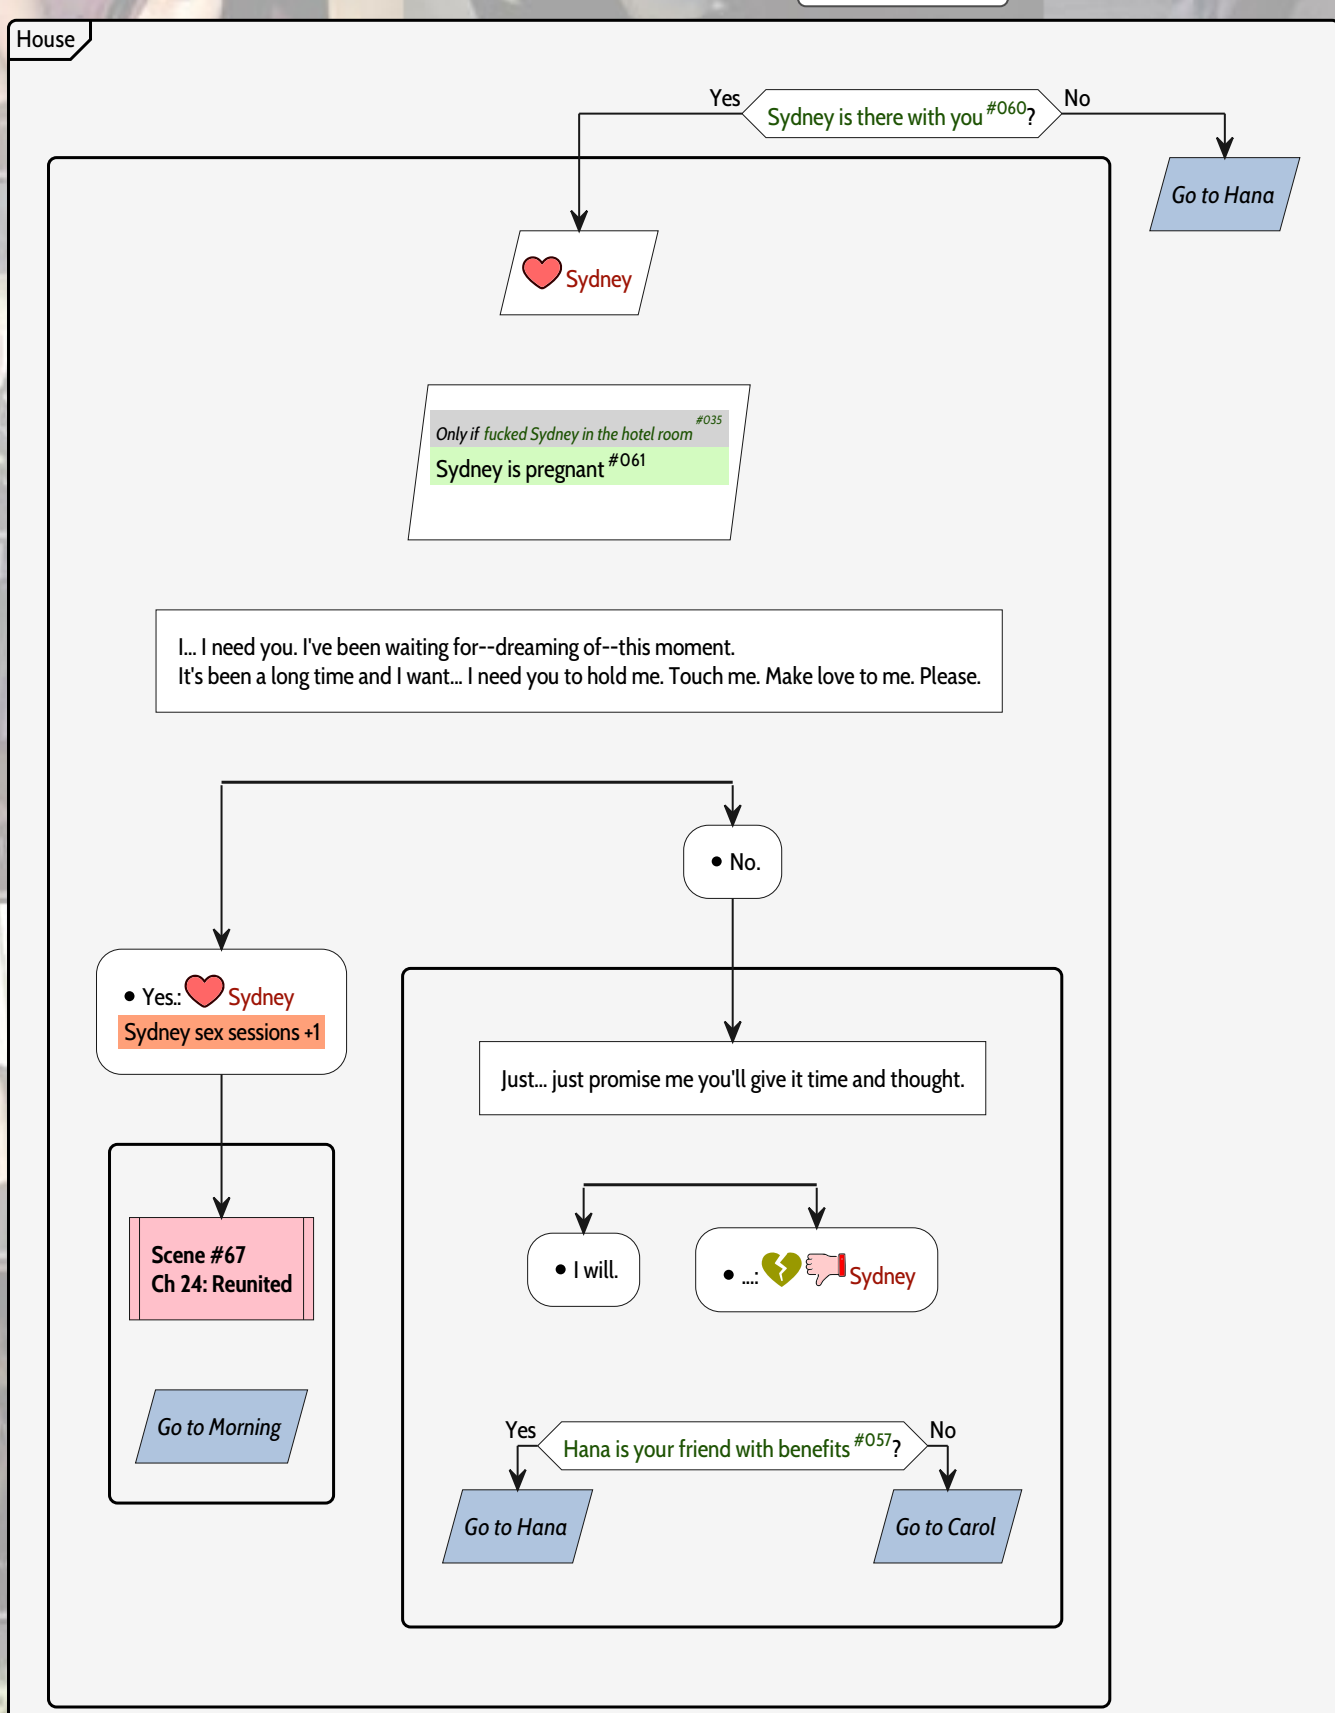 House
Yes
Sydney is there with you #060?
No
Go to Hana
Sydney
Only if fucked Sydney in the hotel room #035
Sydney is pregnant #061
I... I need you. I've been waiting for--dreaming of--this moment.
It's been a long time and I want... I need you to hold me. Touch me. Make love to me. Please.
• No.
• Yes.: Sydney
Sydney sex sessions +1
Just... just promise me you'll give it time and thought.
Scene #67
Ch 24: Reunited
• I will.
• ...: Sydney
Go to Morning
Yes
Hana is your friend with benefits #057?
No
Go to Hana
Go to Carol